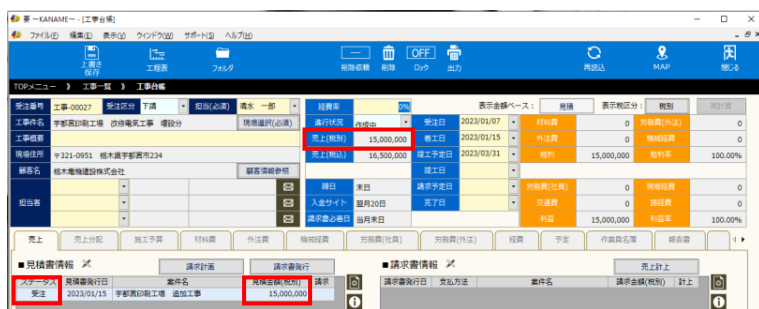 要 ～KANAME～ - [工事台帳]
ファイル(F) 編集(E) 表示(V) ウィンドウ(W) サポート(S) ヘルプ(H)
上書き保存 工程表 フォルダ 削除依頼 削除 OFF ロック 出力 再読込 MAP 閉じる
TOPメニュー 》 工事一覧 》 工事台帳
受注番号 工事-00027 受注区分 下請 担当(必須) 清水 一郎 経費率 0% 表示金額ベース： 見積 表示税区分： 税別 再計算
工事件名 宇都宮印刷工場 改修電気工事 増設分 現場選択(必須) 進行状況 作成中 受注日 2023/01/07 材料費 0 労務費(外注) 0
工事概要 売上(税別) 15,000,000 着工日 2023/01/15 外注費 0 機械経費 0
現場住所 〒321-0951 栃木県宇都宮市234 売上(税込) 16,500,000 竣工予定日 2023/03/31 粗利 15,000,000 粗利率 100.00%
顧客名 栃木電機建設株式会社 顧客情報参照 竣工日
担当者 締日 末日 請求予定日 労務費(社員) 0 現場経費 0
入金サイト 翌月20日 完了日 交通費 0 諸経費 0
請求書必着日 当月末日 利益 15,000,000 利益率 100.00%
売上 売上分配 施工予算 材料費 外注費 機械経費 労務費(社員) 労務費(外注) 経費 予定 作業員名簿 報告書
■見積書情報 請求計画 請求書発行 ■請求書情報 売上計上
ステータス 見積書発行日 案件名 見積金額(税別) 請求 請求書発行日 支払方法 案件名 請求金額(税別) 計上
受注 2023/01/15 宇都宮印刷工場 追加工事 15,000,000